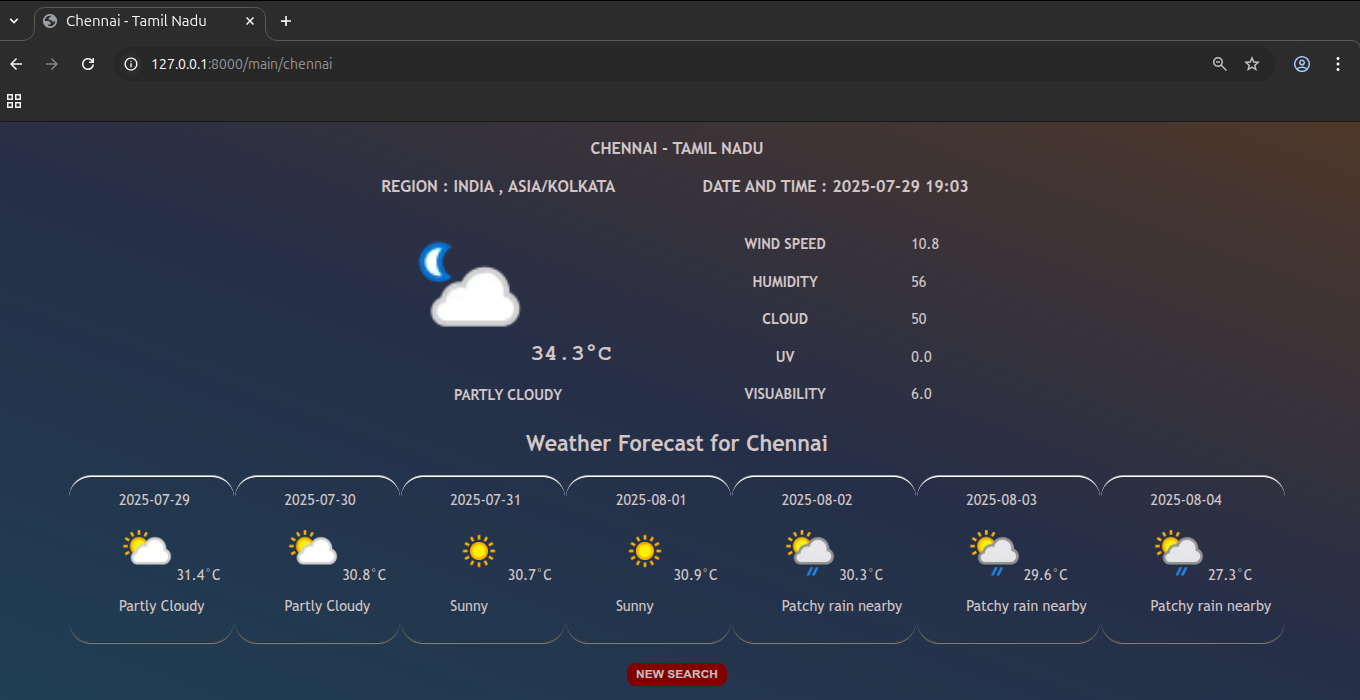 Chennai - Tamil Nadu
127.0.0.1:8000/main/chennai
CHENNAI - TAMIL NADU
REGION : INDIA , ASIA/KOLKATA DATE AND TIME : 2025-07-29 19:03
WIND SPEED 10.8
HUMIDITY 56
CLOUD 50
34.3°C
UV 0.0
PARTLY CLOUDY
VISUABILITY 6.0
Weather Forecast for Chennai
2025-07-29 2025-07-30 2025-07-31 2025-08-01 2025-08-02 2025-08-03 2025-08-04
31.4°C 30.8°C 30.7°C 30.9°C 30.3°C 29.6°C 27.3°C
Partly Cloudy Partly Cloudy Sunny Sunny Patchy rain nearby Patchy rain nearby Patchy rain nearby
NEW SEARCH